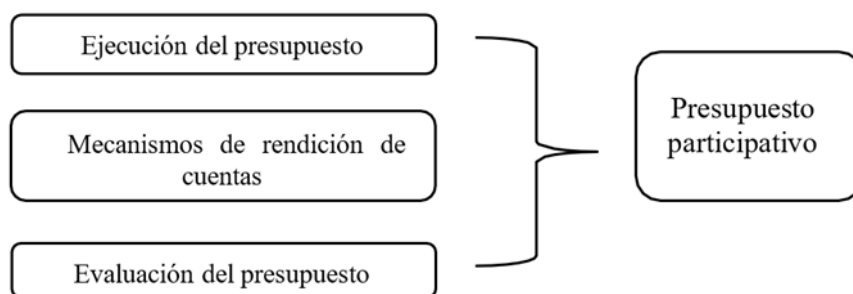 Ejecución del presupuesto
Mecanismos de rendición de
cuentas
Evaluación del presupuesto
Presupuesto
participativo